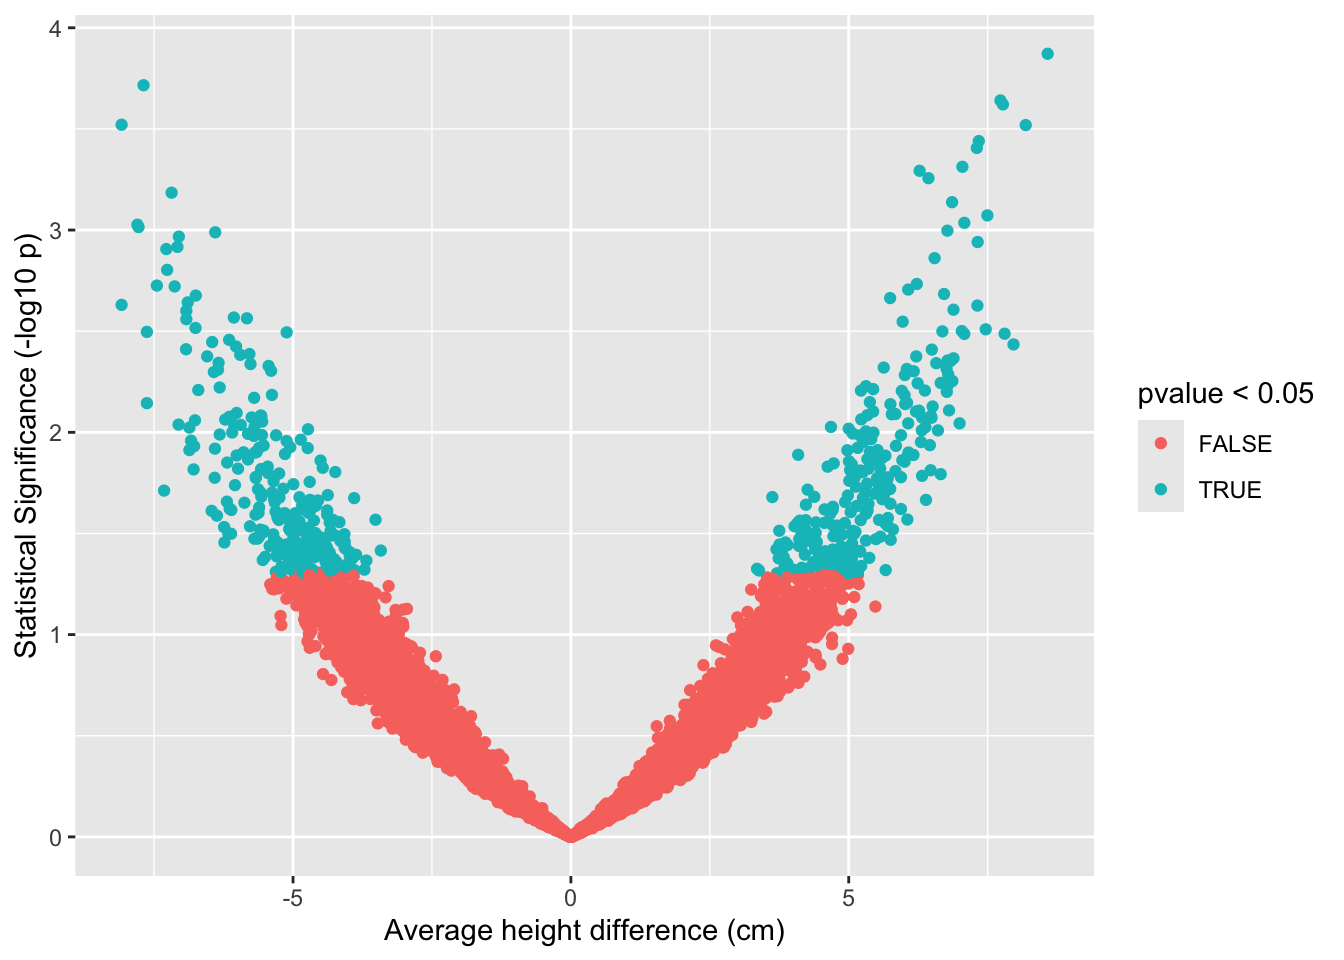 4
3
2
1
0
Statistical Significance (-log10 p)
-5
0
5
Average height difference (cm)
pvalue < 0.05
FALSE
TRUE